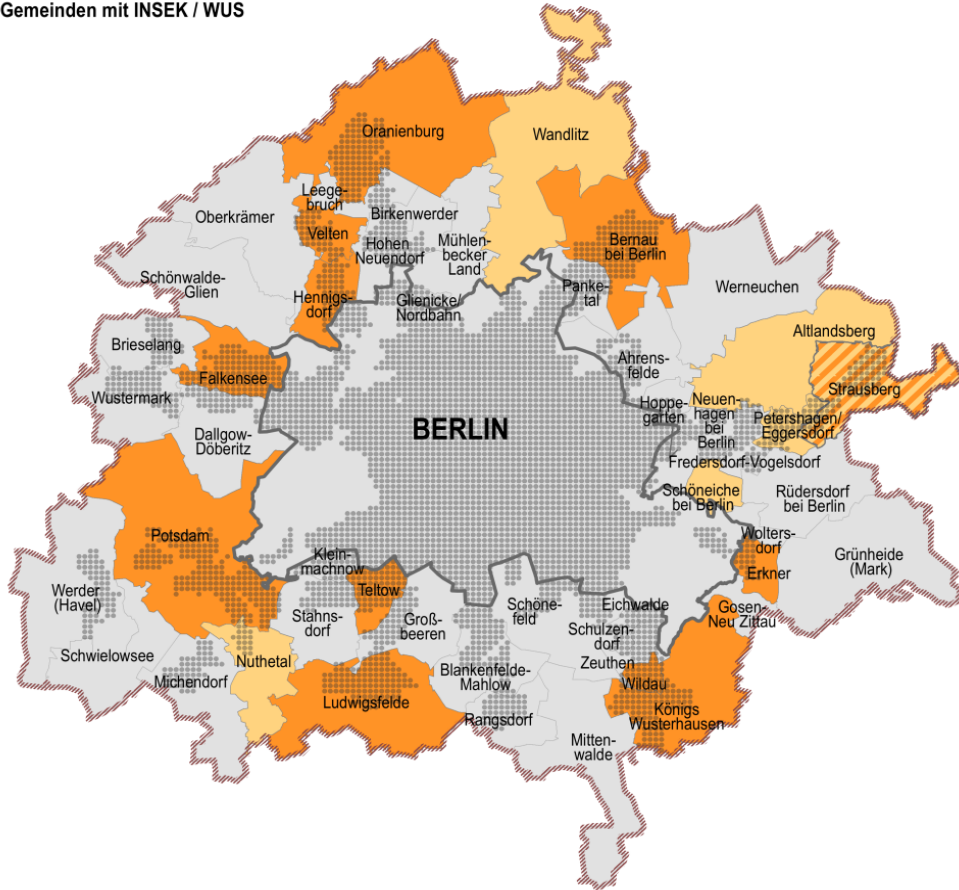 Gemeinden mit INSEK / WUS
Wandlitz
Oranienburg
Leege-
bruch
Oberkrämer
Birkenwerder
Velten
Hohen
Neuendorf
Mühlen-
becker
Land
Bernau
bei Berlin
Schönwalde-
Glien
Hennigs-
dorf
Glienicke/
Nordbahn
Panke-
tal
Werneuchen
Altlandsberg
Brieselang
Falkensee
Ahrens-
felde
Strausberg
Wustermark
Hoppe-
garten
Neuen-
hagen
bei
Berlin
Petershagen/
Eggersdorf
BERLIN
Dallgow-
Döberitz
Fredersdorf-Vogelsdorf
Schöneiche
bei Berlin
Rüdersdorf
bei Berlin
Potsdam
Wolters-
dorf
Klein-
machnow
Grünheide
(Mark)
Erkner
Werder
(Havel)
Teltow
Stahns-
dorf
Groß-
beeren
Schöne-
feld
Eichwalde
Gosen-
Neu Zittau
Schulzen-
dorf
Schwielowsee
Nuthetal
Zeuthen
Michendorf
Blankenfelde-
Mahlow
Wildau
Ludwigsfelde
Rangsdorf
Königs
Wusterhausen
Mitten-
walde